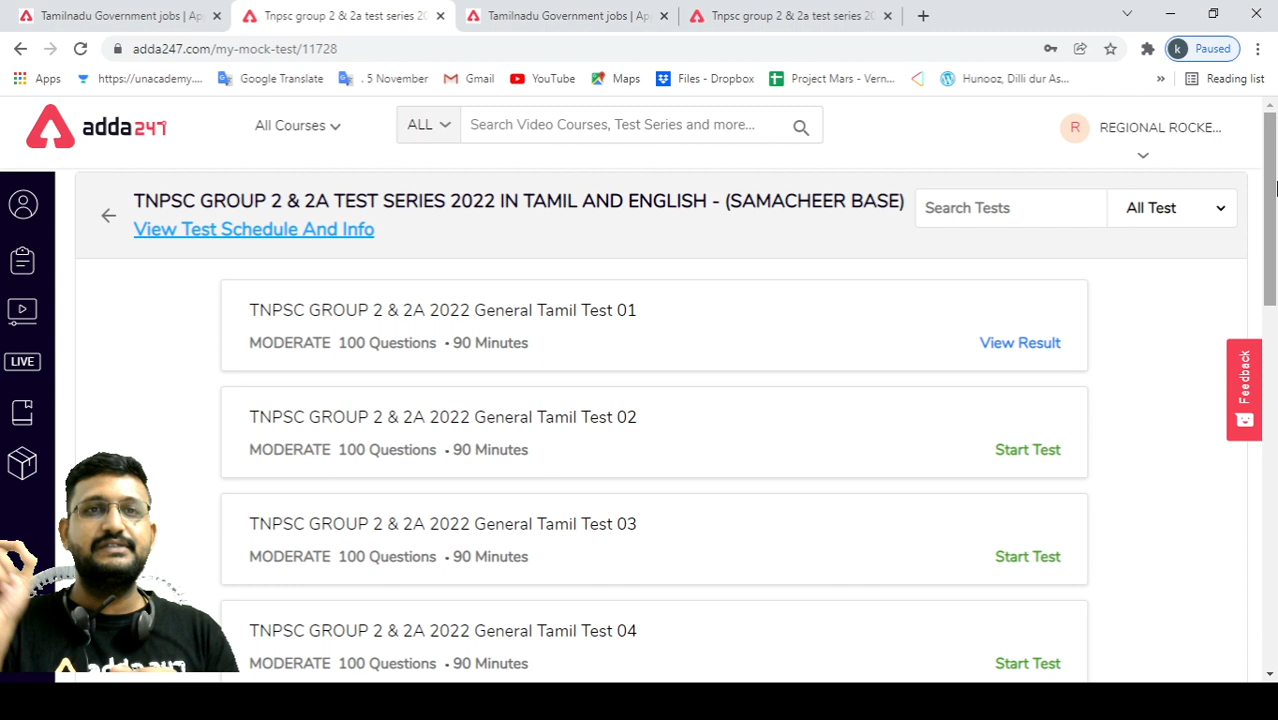 Tamilnadu Government jobs | Ap
Tnpsc group 2 & 2a test series 20
Tamilnadu Government jobs | Ap
Tnpsc group 2 & 2a test series 20
adda247.com/my-mock-test/11728
k Paused
Apps
https://unacademy....
Google Translate
. 5 November
Gmail
YouTube
Maps
Files - Dropbox
Project Mars - Vern...
Hunooz, Dilli dur As...
»
Reading list
adda247
All Courses
ALL
Search Video Courses, Test Series and more...
R
REGIONAL ROCKE...
TNPSC GROUP 2 & 2A TEST SERIES 2022 IN TAMIL AND ENGLISH - (SAMACHEER BASE)
View Test Schedule And Info
Search Tests
All Test
LIVE
TNPSC GROUP 2 & 2A 2022 General Tamil Test 01
MODERATE 100 Questions • 90 Minutes
View Result
TNPSC GROUP 2 & 2A 2022 General Tamil Test 02
MODERATE 100 Questions • 90 Minutes
Start Test
TNPSC GROUP 2 & 2A 2022 General Tamil Test 03
MODERATE 100 Questions • 90 Minutes
Start Test
TNPSC GROUP 2 & 2A 2022 General Tamil Test 04
MODERATE 100 Questions • 90 Minutes
Start Test
Feedback
adda247